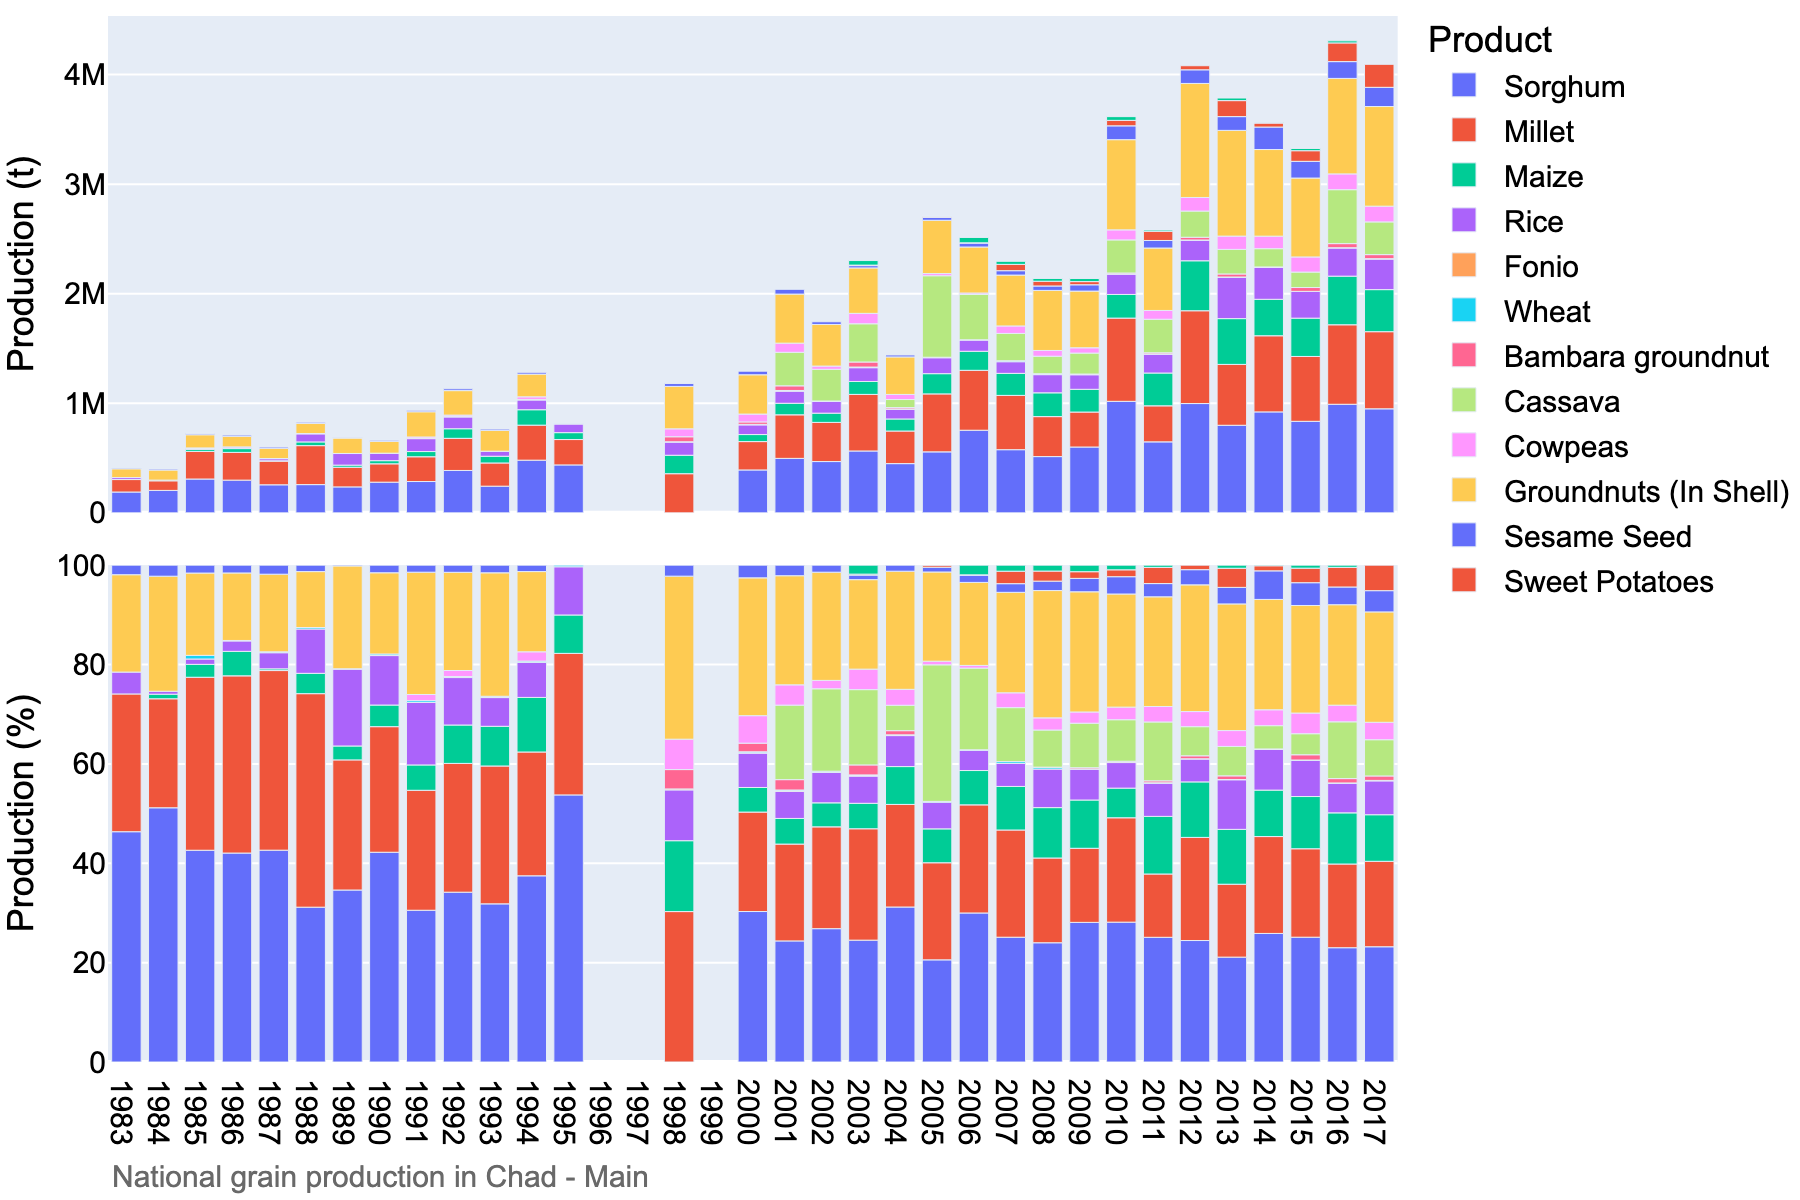 Production (t)
4M
3M
2M
1M
0
Production (%)
100
80
60
40
20
0
1983
1984
1985
1986
1987
1988
1989
1990
1991
1992
1993
1994
1995
1996
1997
1998
1999
2000
2001
2002
2003
2004
2005
2006
2007
2008
2009
2010
2011
2012
2013
2014
2015
2016
2017
National grain production in Chad - Main
Product
Sorghum
Millet
Maize
Rice
Fonio
Wheat
Bambara groundnut
Cassava
Cowpeas
Groundnuts (In Shell)
Sesame Seed
Sweet Potatoes